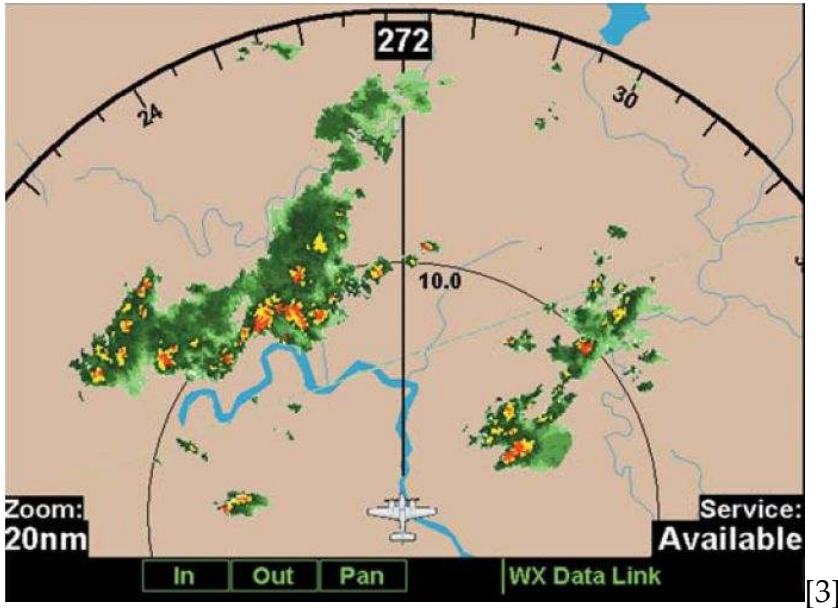 272
24
30
10.0
Zoom:
20nm
Service:
Available
In Out Pan
WX Data Link
[3]